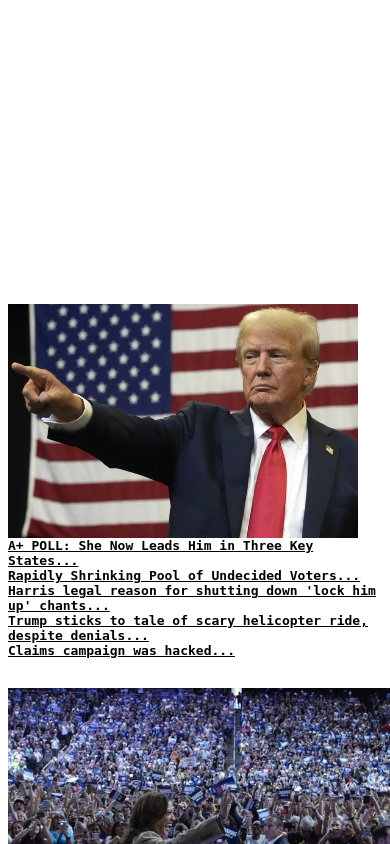 A+ POLL: She Now Leads Him in Three Key
States...
Rapidly Shrinking Pool of Undecided Voters...
Harris legal reason for shutting down 'lock him
up' chants...
Trump sticks to tale of scary helicopter ride,
despite denials...
Claims campaign was hacked...